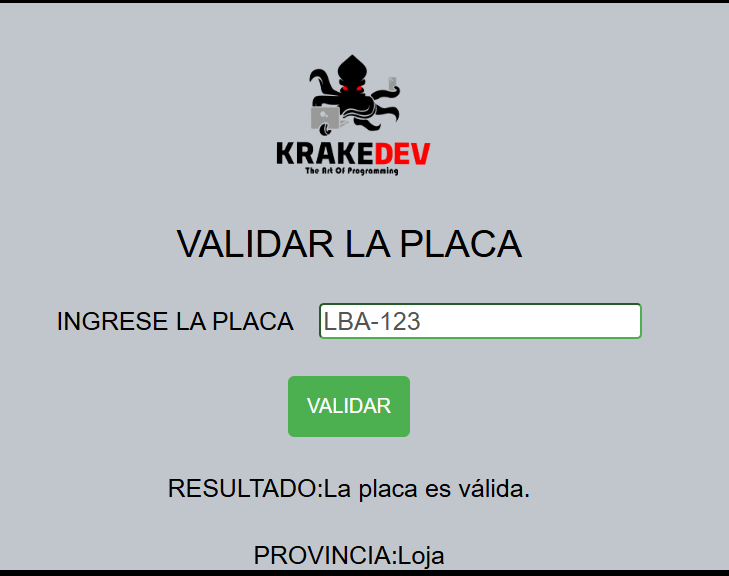 KRAKEDEV
The Art Of Programming
VALIDAR LA PLACA
INGRESE LA PLACA LBA-123
VALIDAR
RESULTADO:La placa es válida.
PROVINCIA:Loja